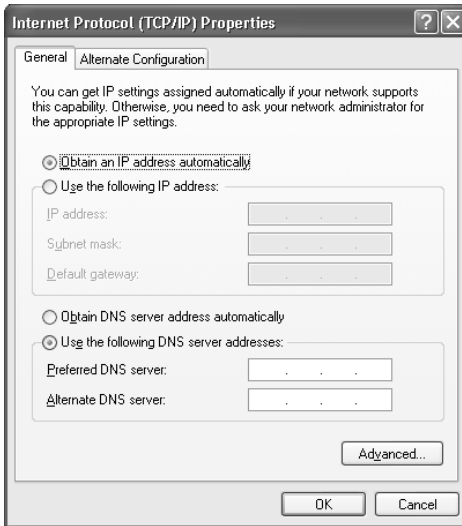 Internet Protocol (TCP/IP) Properties
General
Alternate Configuration
You can get IP settings assigned automatically if your network supports
this capability. Otherwise, you need to ask your network administrator for
the appropriate IP settings.
Obtain an IP address automatically
Use the following IP address:
IP address:
Subnet mask:
Default gateway:
Obtain DNS server address automatically
Use the following DNS server addresses:
Preferred DNS server:
Alternate DNS server:
Advanced...
OK
Cancel